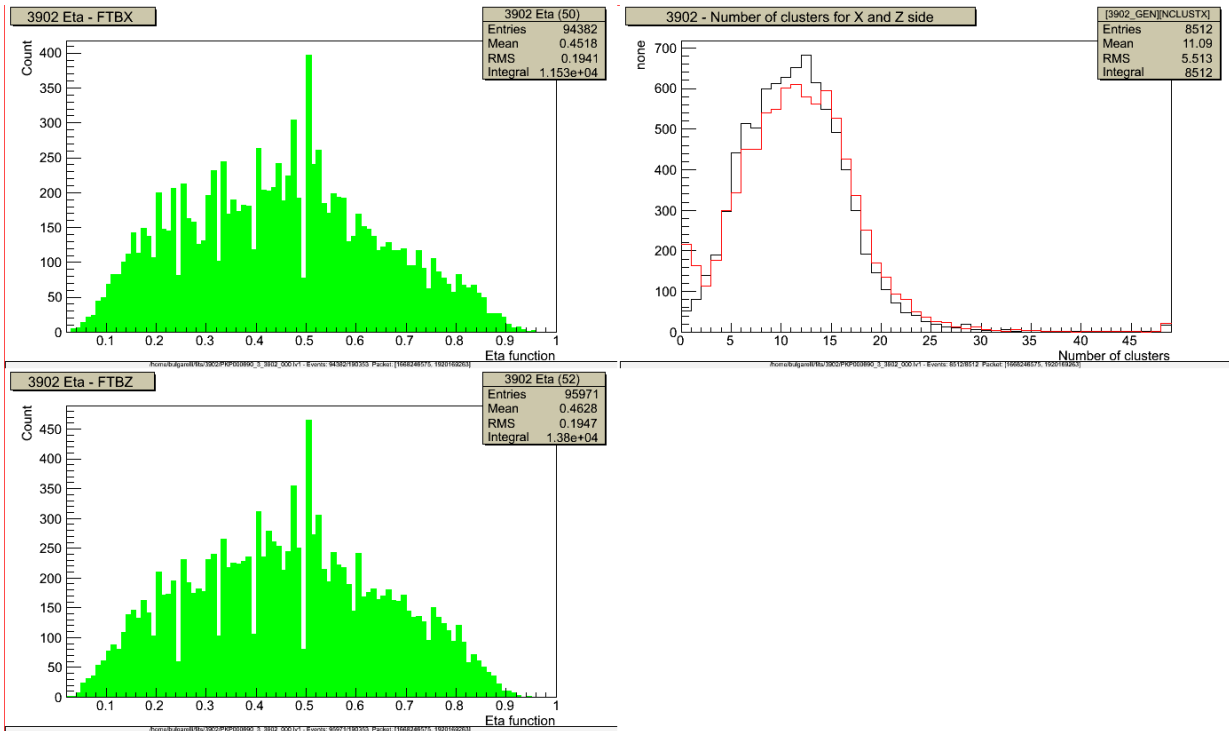 3902 Eta - FTBX
3902 Eta (50)
Entries 94382
Mean 0.4518
RMS 0.1941
Integral 1.153e+04
Count
400
350
300
250
200
150
100
50
0
0.1 0.2 0.3 0.4 0.5 0.6 0.7 0.8 0.9 1
Eta function
3902 - Number of clusters for X and Z side
[3902_GEN][NCLUSTX]
Entries 8512
Mean 11.09
RMS 5.513
Integral 8512
none
700
600
500
400
300
200
100
0
0 5 10 15 20 25 30 35 40 45
Number of clusters
3902 Eta - FTBZ
3902 Eta (52)
Entries 95971
Mean 0.4628
RMS 0.1947
Integral 1.38e+04
Count
450
400
350
300
250
200
150
100
50
0
0.1 0.2 0.3 0.4 0.5 0.6 0.7 0.8 0.9 1
Eta function